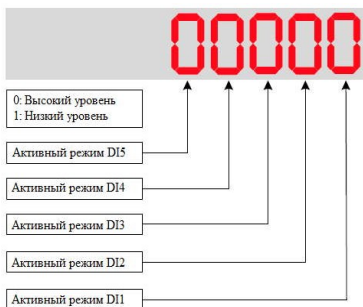 00000
0: Высокий уровень
1: Низкий уровень
Активный режим DI5
Активный режим DI4
Активный режим DI3
Активный режим DI2
Активный режим DI1